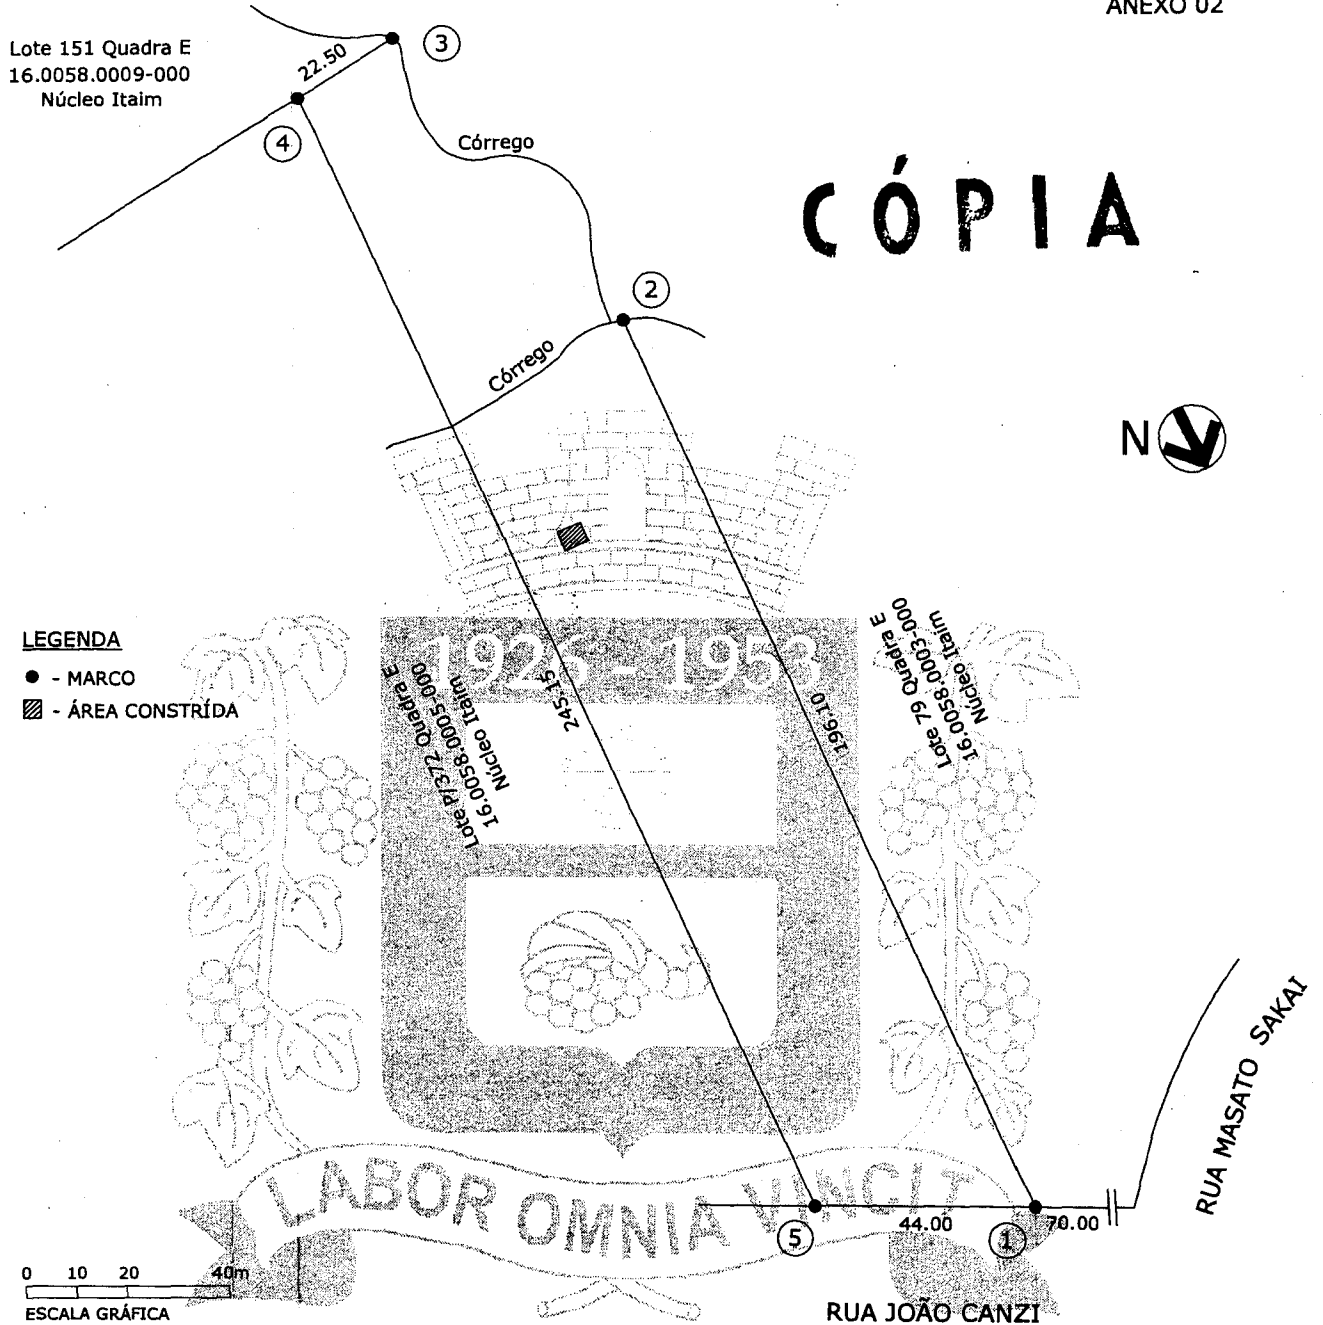 ANEXO 02
Lote 151 Quadra E
16.0058.0009-000
Núcleo Itaim
22.50
3
4
Córrego
CÓPIA
2
Córrego
N
LEGENDA
- MARCO
- ÁREA CONSTRÍDA
1926 - 1953
Lote P/372 Quadra E
16.0058.0005-000
Núcleo Itaim
245.15
196.10
Lote 79 Quadra E
16.0058.0003-000
Núcleo Itaim
RUA MASATO SAKAI
LABOR OMNIA VINCIT
5
44.00
1
70.00
0 10 20 40m
ESCALA GRÁFICA
RUA JOÃO CANZI